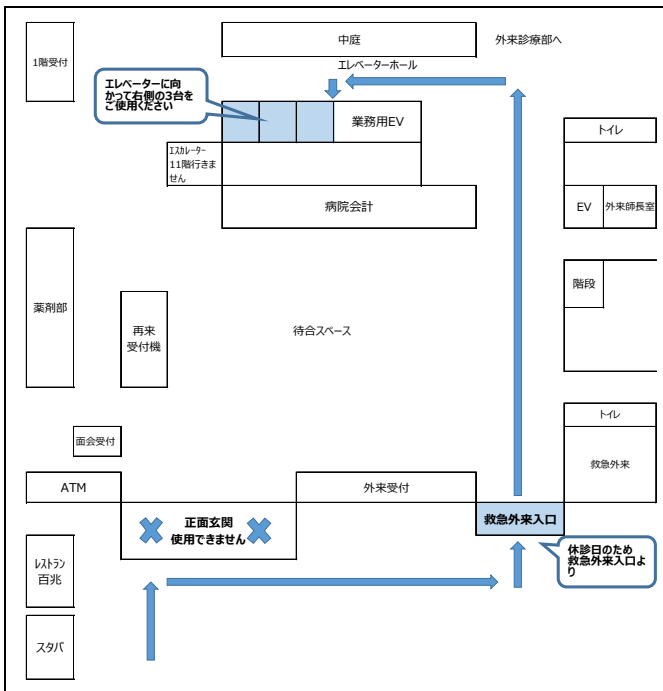 中庭
外来診療部へ
1階受付
エレベーターホール
エレベーターに向
かって右側の3台を
ご使用ください
業務用EV
トイレ
エスカレーター
11階行きま
せん
病院会計
EV
外来師長室
階段
薬剤部
再来
受付機
待合スペース
トイレ
面会受付
救急外来
ATM
外来受付
正面玄関
使用できません
救急外来入口
休診日のため
救急外来入口よ
り
レストラン
百兆
スタバ